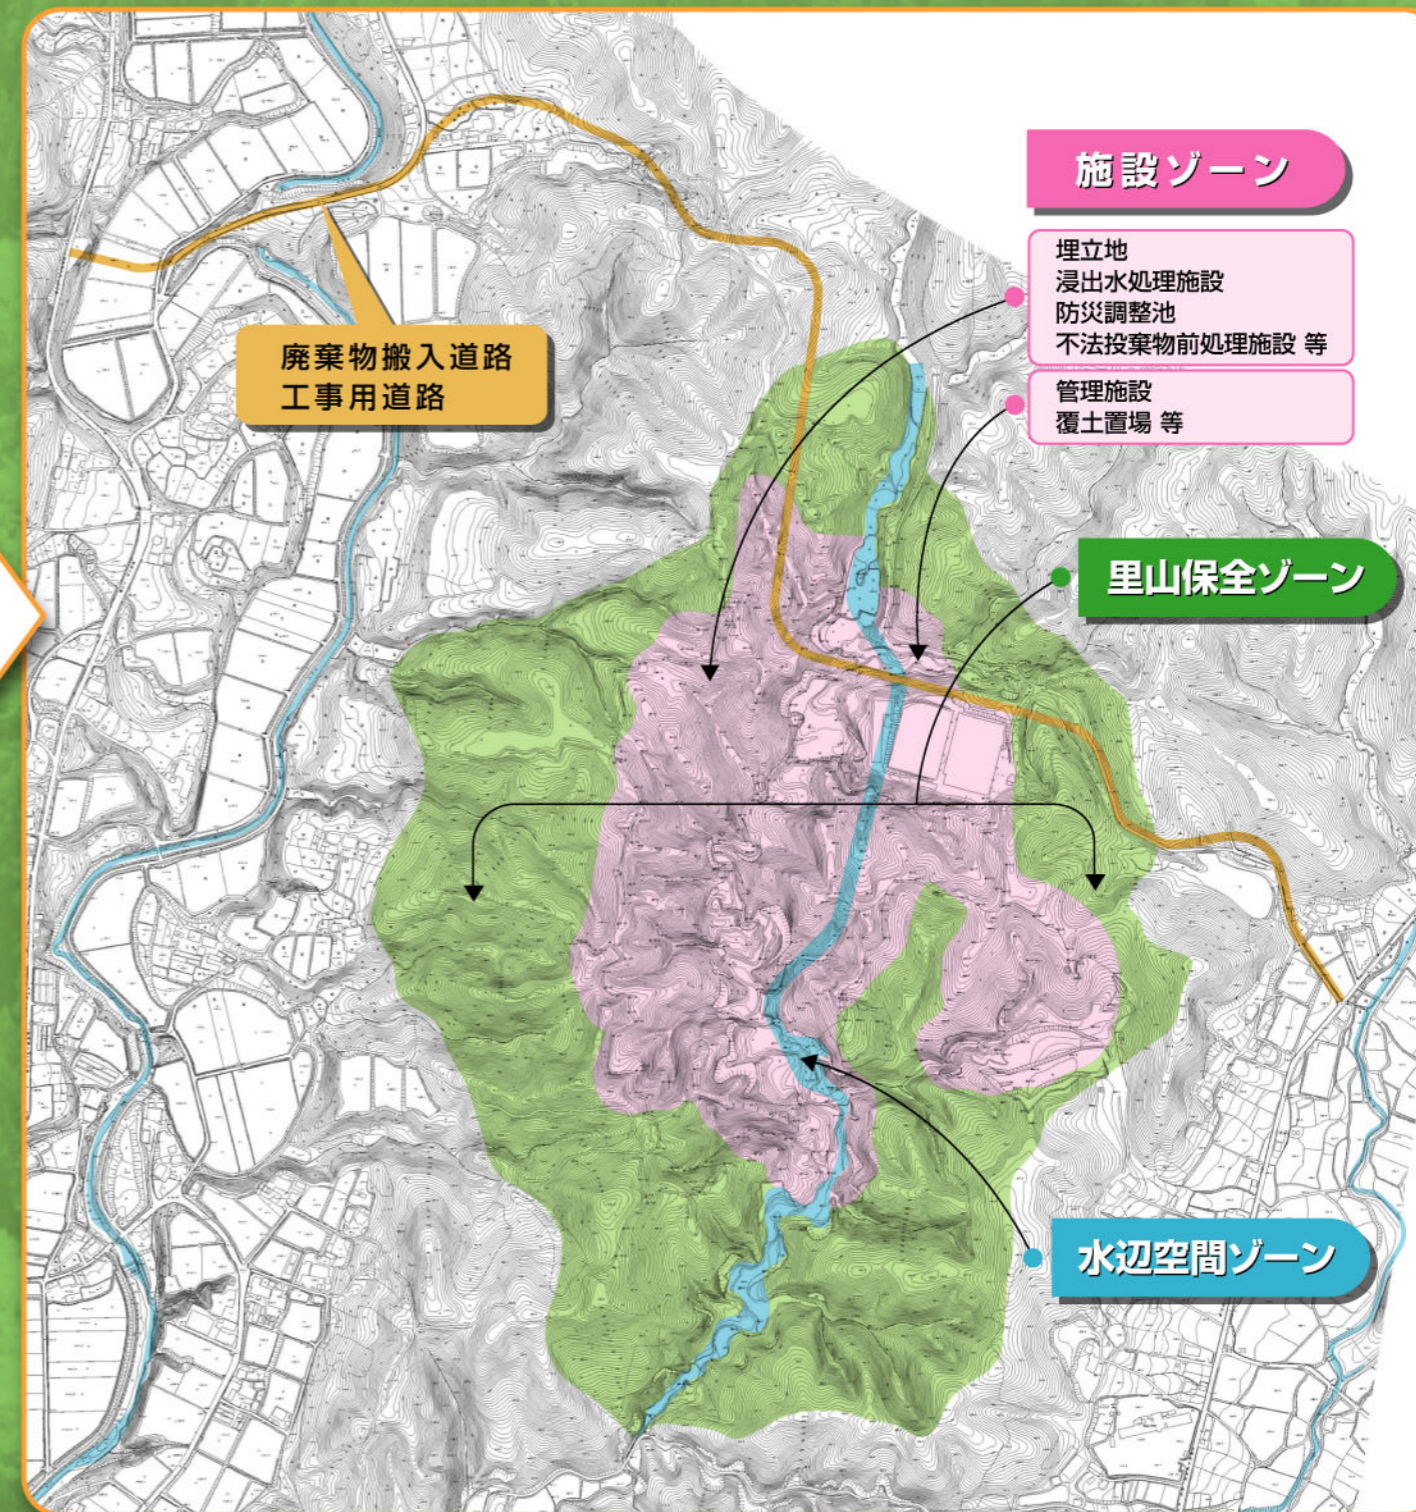 施設ゾーン
埋立地
浸出水処理施設
防災調整池
不法投棄物前処理施設 等
管理施設
覆土置場 等
廃棄物搬入道路
工事用道路
里山保全ゾーン
水辺空間ゾーン